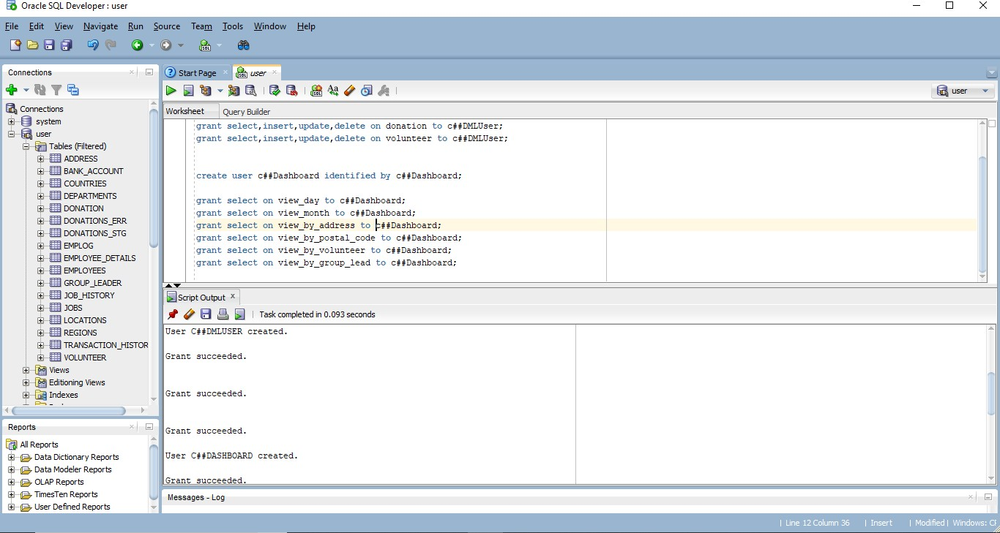 Oracle SQL Developer : user
File Edit View Navigate Run Source Team Tools Window Help
Connections
Connections
system
user
Tables (Filtered)
ADDRESS
BANK_ACCOUNT
COUNTRIES
DEPARTMENTS
DONATION
DONATIONS_ERR
DONATIONS_STG
EMPLOG
EMPLOYEE_DETAILS
EMPLOYEES
GROUP_LEADER
JOB_HISTORY
JOBS
LOCATIONS
REGIONS
TRANSACTION_HISTOR
VOLUNTEER
Views
Editioning Views
Indexes
Reports
All Reports
Data Dictionary Reports
Data Modeler Reports
OLAP Reports
TimesTen Reports
User Defined Reports
Start Page user
user
Worksheet Query Builder
grant select,insert,update,delete on donation to c##DMLUser;
grant select,insert,update,delete on volunteer to c##DMLUser;
create user c##Dashboard identified by c##Dashboard;
grant select on view_day to c##Dashboard;
grant select on view_month to c##Dashboard;
grant select on view_by_address to c##Dashboard;
grant select on view_by_postal_code to c##Dashboard;
grant select on view_by_volunteer to c##Dashboard;
grant select on view_by_group_lead to c##Dashboard;
Script Output
Task completed in 0.093 seconds
User C##DMLUSER created.
Grant succeeded.
Grant succeeded.
Grant succeeded.
User C##DASHBOARD created.
Grant succeeded.
Messages - Log
Line 12 Column 36 Insert Modified Windows: CF